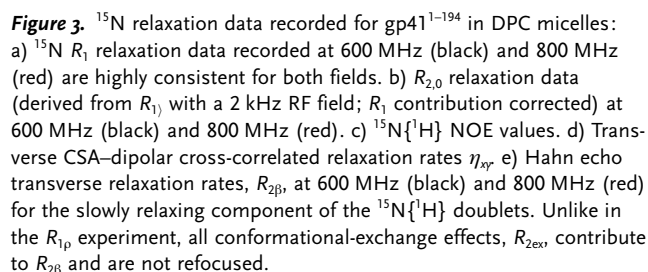 Figure 3. ¹⁵N relaxation data recorded for gp41¹⁻¹⁹⁴ in DPC micelles:
a) ¹⁵N R₁ relaxation data recorded at 600 MHz (black) and 800 MHz
(red) are highly consistent for both fields. b) R₂,₀ relaxation data
(derived from R₁₎ with a 2 kHz RF field; R₁ contribution corrected) at
600 MHz (black) and 800 MHz (red). c) ¹⁵N{¹H} NOE values. d) Trans-
verse CSA–dipolar cross-correlated relaxation rates ηxy. e) Hahn echo
transverse relaxation rates, R₂β, at 600 MHz (black) and 800 MHz (red)
for the slowly relaxing component of the ¹⁵N{¹H} doublets. Unlike in
the R₁ρ experiment, all conformational-exchange effects, R₂ex, contribute
to R₂β and are not refocused.